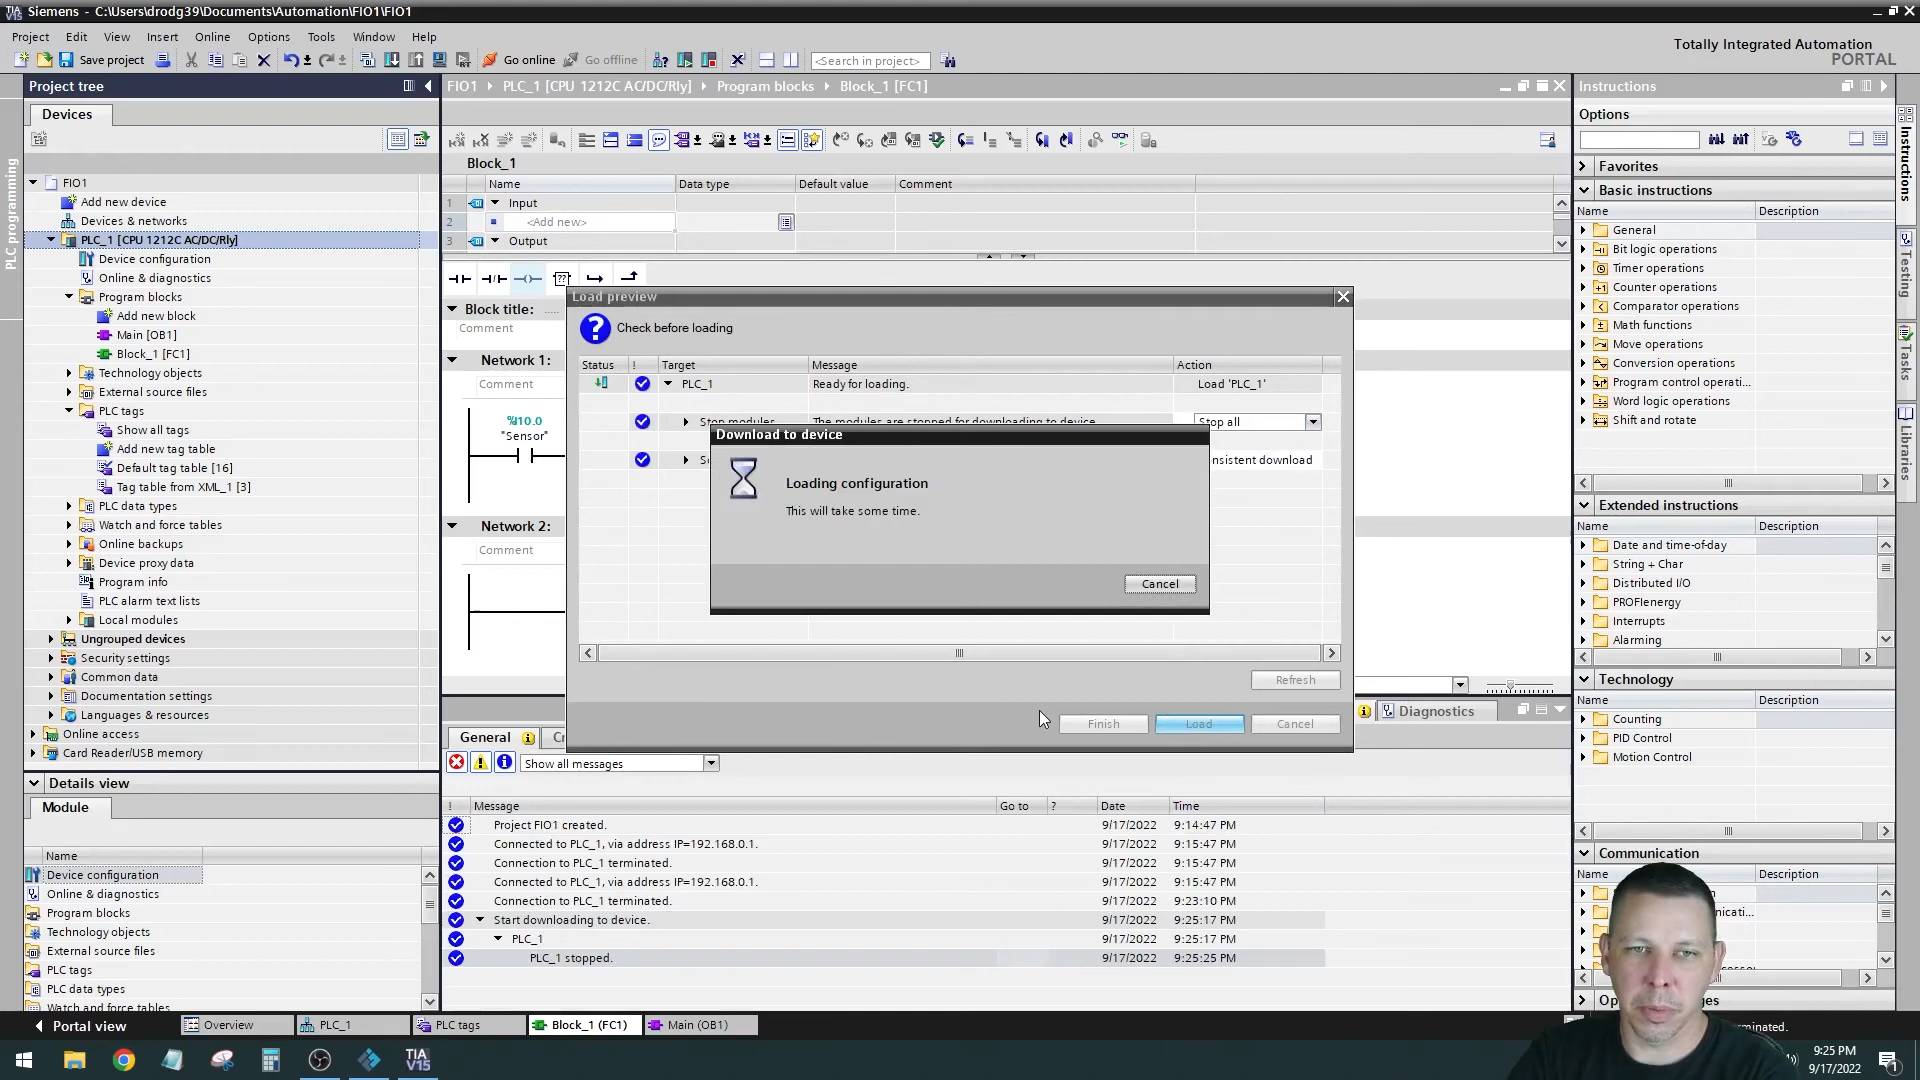 Siemens - C:\Users\drodg39\Documents\Automation\FIO1\FIO1
Project Edit View Insert Online Options Tools Window Help
Totally Integrated Automation
PORTAL
Save project
Go online
Go offline
<Search in project>
Project tree
Devices
PLC programming
FIO1
Add new device
Devices & networks
PLC_1 [CPU 1212C AC/DC/Rly]
Device configuration
Online & diagnostics
Program blocks
Add new block
Main [OB1]
Block_1 [FC1]
Technology objects
External source files
PLC tags
Show all tags
Add new tag table
Default tag table [16]
Tag table from XML_1 [3]
PLC data types
Watch and force tables
Online backups
Device proxy data
Program info
PLC alarm text lists
Local modules
Ungrouped devices
Security settings
Common data
Documentation settings
Languages & resources
Online access
Card Reader/USB memory
Details view
Module
Name
Device configuration
Online & diagnostics
Program blocks
Technology objects
External source files
PLC tags
PLC data types
Watch and force tables
FIO1 PLC_1 [CPU 1212C AC/DC/Rly] Program blocks Block_1 [FC1]
Block_1
Name Data type Default value Comment
1 Input
2 <Add new>
3 Output
Block title: .....
Comment
Network 1:
Comment
%I10.0
"Sensor"
Network 2:
Comment
Load preview
Check before loading
Status ! Target Message Action
PLC_1 Ready for loading. Load 'PLC_1'
Stop modules The modules are stopped for downloading to device. Stop all
nsistent download
Download to device
Loading configuration
This will take some time.
Cancel
Refresh
Finish Load Cancel
Diagnostics
General
Show all messages
! Message Go to ? Date Time
Project FIO1 created. 9/17/2022 9:14:47 PM
Connected to PLC_1, via address IP=192.168.0.1. 9/17/2022 9:15:47 PM
Connection to PLC_1 terminated. 9/17/2022 9:15:47 PM
Connected to PLC_1, via address IP=192.168.0.1. 9/17/2022 9:15:47 PM
Connection to PLC_1 terminated. 9/17/2022 9:23:10 PM
Start downloading to device. 9/17/2022 9:25:17 PM
PLC_1 9/17/2022 9:25:17 PM
PLC_1 stopped. 9/17/2022 9:25:25 PM
Instructions
Options
Favorites
Basic instructions
Name Description
General
Bit logic operations
Timer operations
Counter operations
Comparator operations
Math functions
Move operations
Conversion operations
Program control operati...
Word logic operations
Shift and rotate
Extended instructions
Name Description
Date and time-of-day
String + Char
Distributed I/O
PROFIenergy
Interrupts
Alarming
Technology
Name Description
Counting
PID Control
Motion Control
Communication
Name Description
Instructions
Testing
Tasks
Libraries
Portal view
Overview
PLC_1
PLC tags
Block_1 (FC1)
Main (OB1)
TIA
V15
9:25 PM
9/17/2022